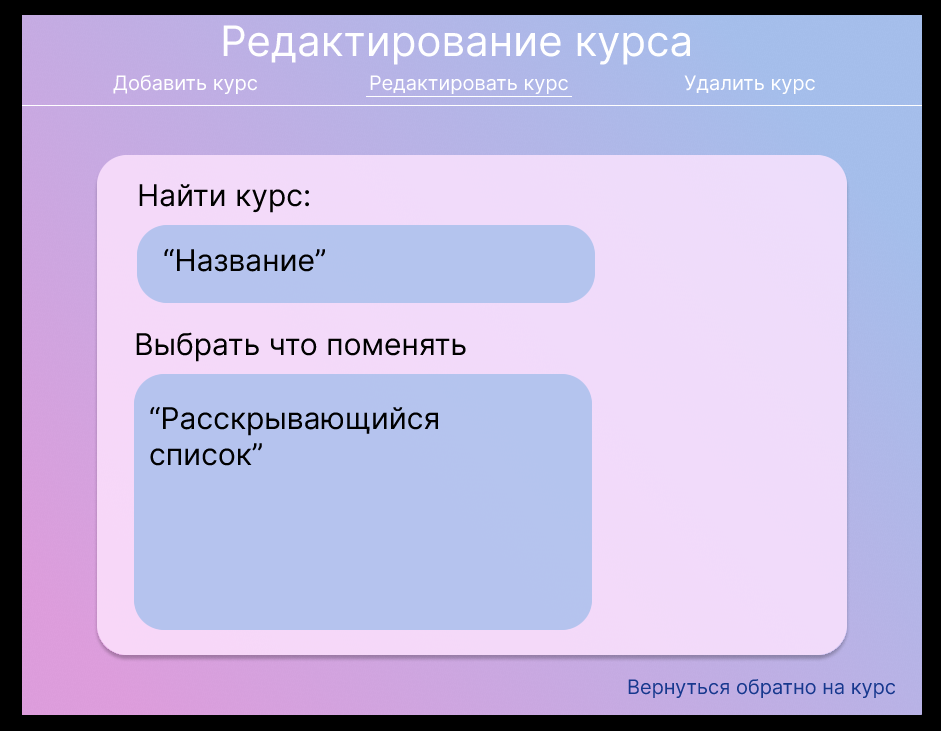 Редактирование курса
Добавить курс
Редактировать курс
Удалить курс
Найти курс:
“Название”
Выбрать что поменять
“Расскрывающийся
список”
Вернуться обратно на курс